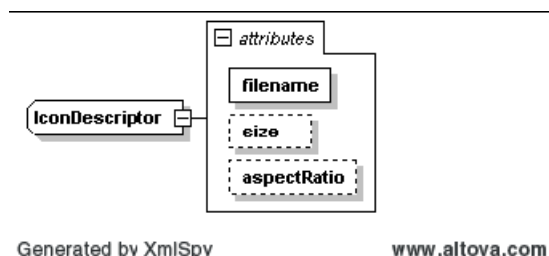 attributes
filename
IconDescriptor
size
aspectRatio
Generated by XmlSpy
www.altova.com